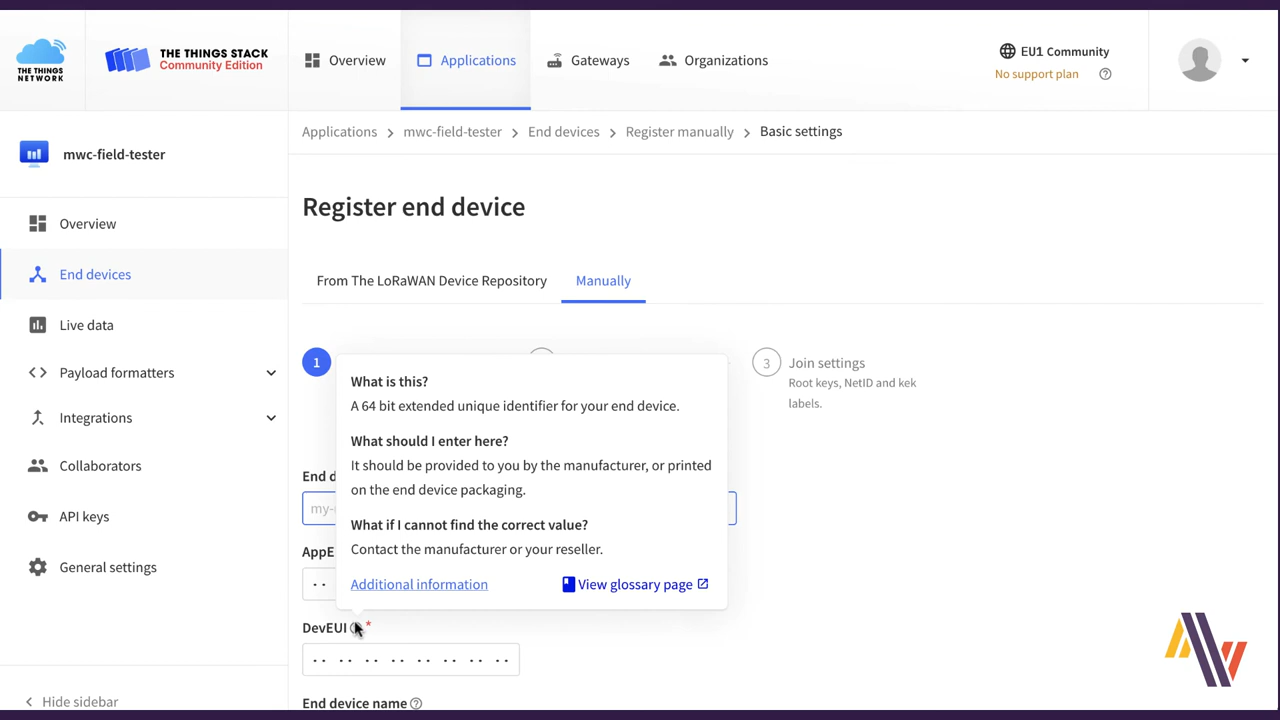 THE THINGS
NETWORK
THE THINGS STACK
Community Edition
Overview
Applications
Gateways
Organizations
EU1 Community
No support plan
mwc-field-tester
Overview
End devices
Live data
Payload formatters
Integrations
Collaborators
API keys
General settings
Hide sidebar
Applications > mwc-field-tester > End devices > Register manually > Basic settings
Register end device
From The LoRaWAN Device Repository
Manually
1
3 Join settings
Root keys, NetID and kek
labels.
What is this?
A 64 bit extended unique identifier for your end device.
What should I enter here?
It should be provided to you by the manufacturer, or printed
on the end device packaging.
What if I cannot find the correct value?
Contact the manufacturer or your reseller.
Additional information
View glossary page
End d
my-
AppE
DevEUI *
End device name